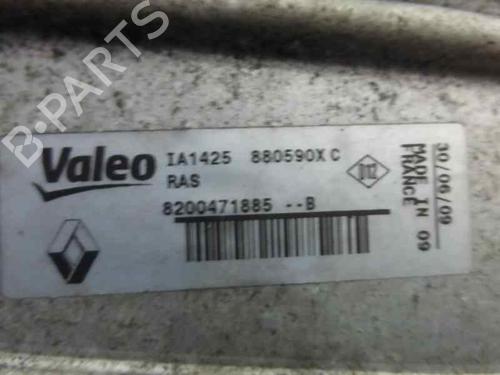 Valeo
IA1425 880590X C
RAS
8200471885 --B
D12
30/06/09
MADE IN 09
FRANCE
B-Parts